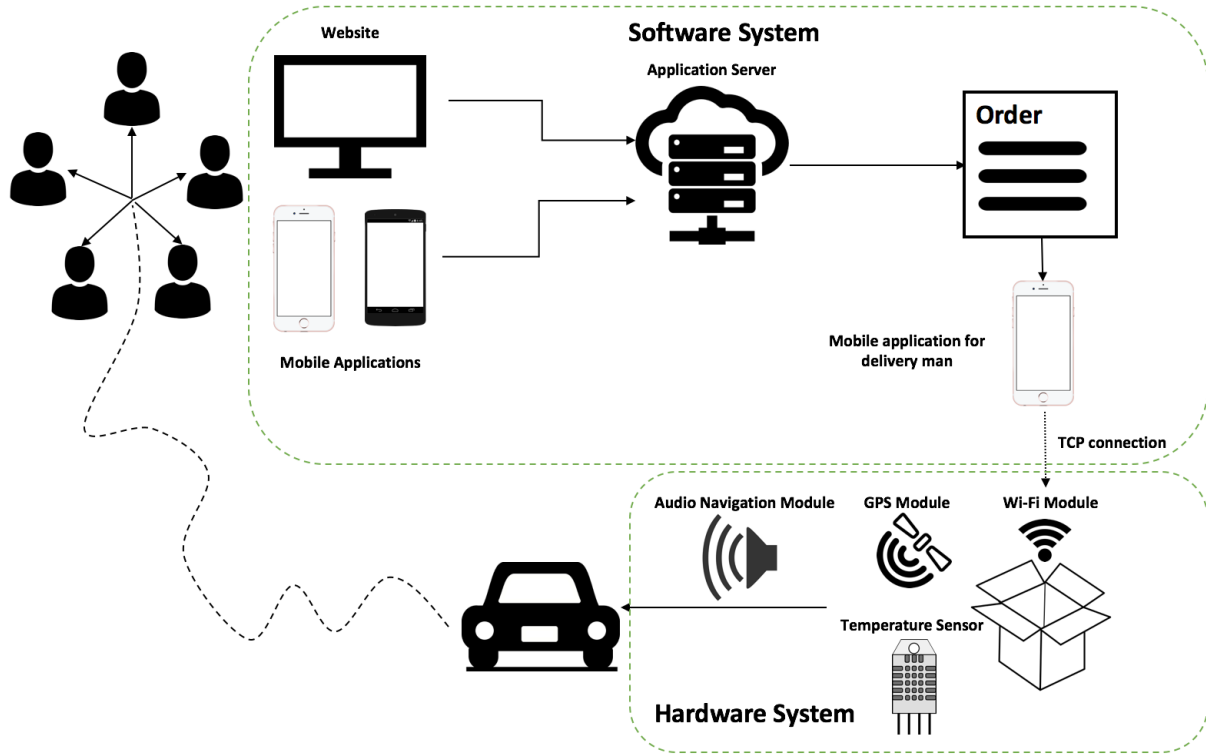 Website
Software System
Application Server
Order
Mobile Applications
Mobile application for
delivery man
TCP connection
Audio Navigation Module
GPS Module
Wi-Fi Module
Temperature Sensor
Hardware System